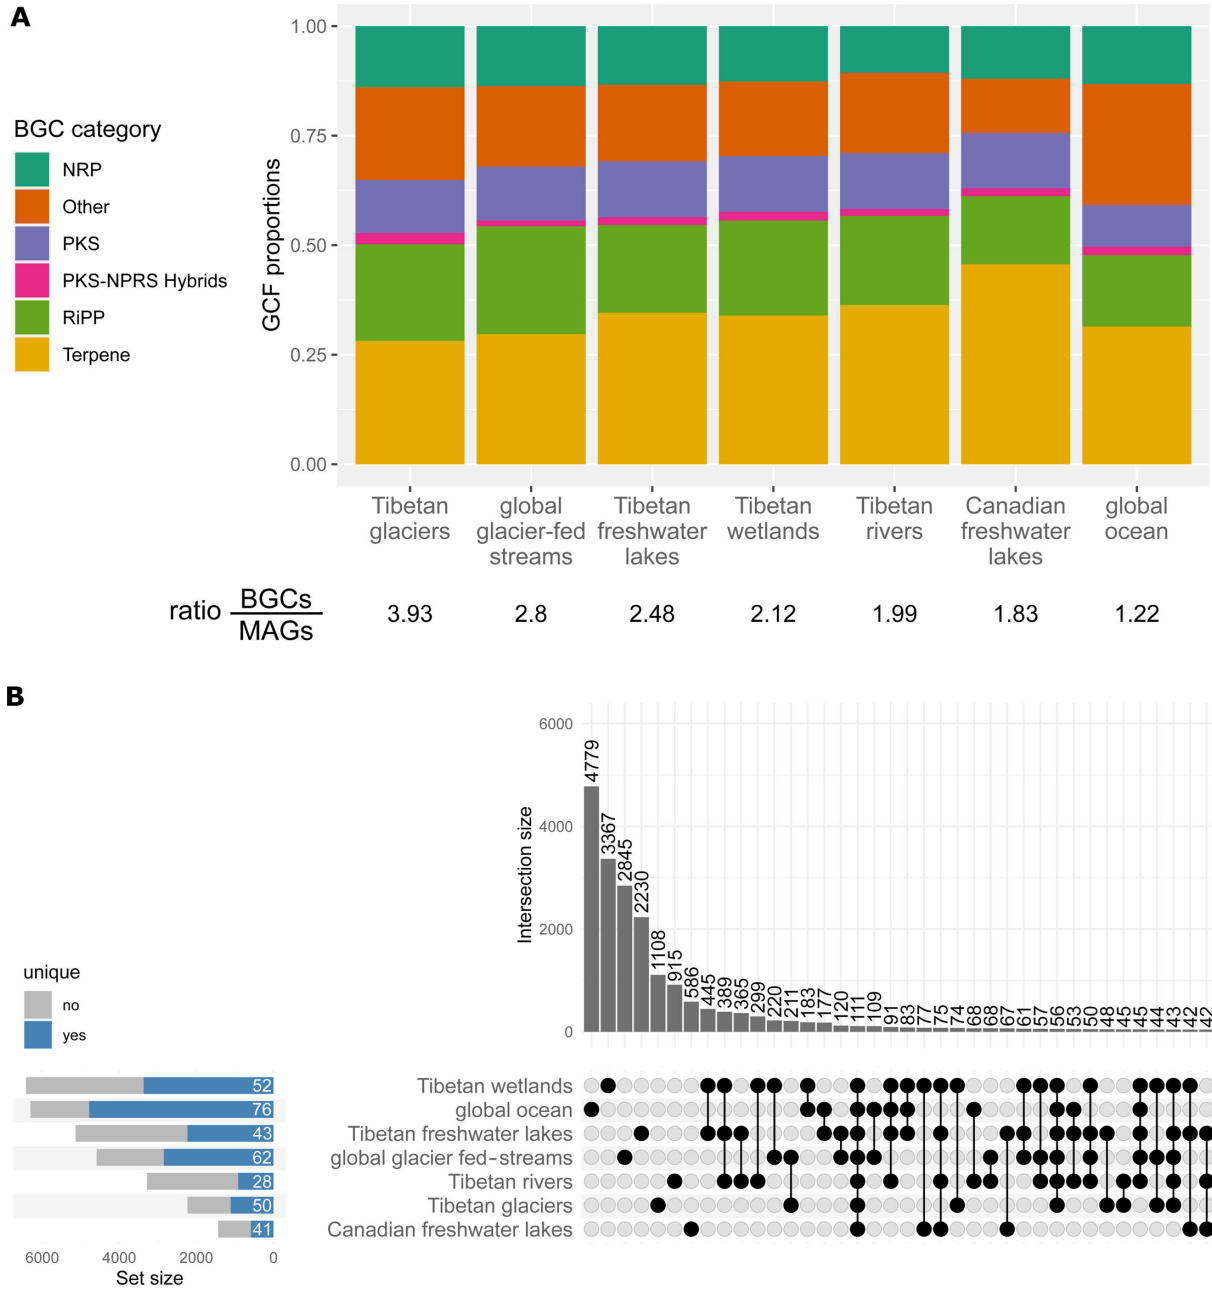 A
BGC category
NRP
Other
PKS
PKS-NPRS Hybrids
RiPP
Terpene
GCF proportions
1.00
0.75
0.50
0.25
0.00
Tibetan glaciers
global glacier-fed streams
Tibetan freshwater lakes
Tibetan wetlands
Tibetan rivers
Canadian freshwater lakes
global ocean
ratio BGCs
MAGs
3.93 2.8 2.48 2.12 1.99 1.83 1.22
B
Intersection size
6000
4000
2000
0
4779 3367 2845 2230 1108 915 586 445 389 365 299 220 211 183 177 120 111 109 91 83 77 75 74 68 68 67 61 57 56 53 50 48 45 45 44 43 42 42
unique
no
yes
52
76
43
62
28
50
41
6000 4000 2000 0
Set size
Tibetan wetlands
global ocean
Tibetan freshwater lakes
global glacier fed-streams
Tibetan rivers
Tibetan glaciers
Canadian freshwater lakes